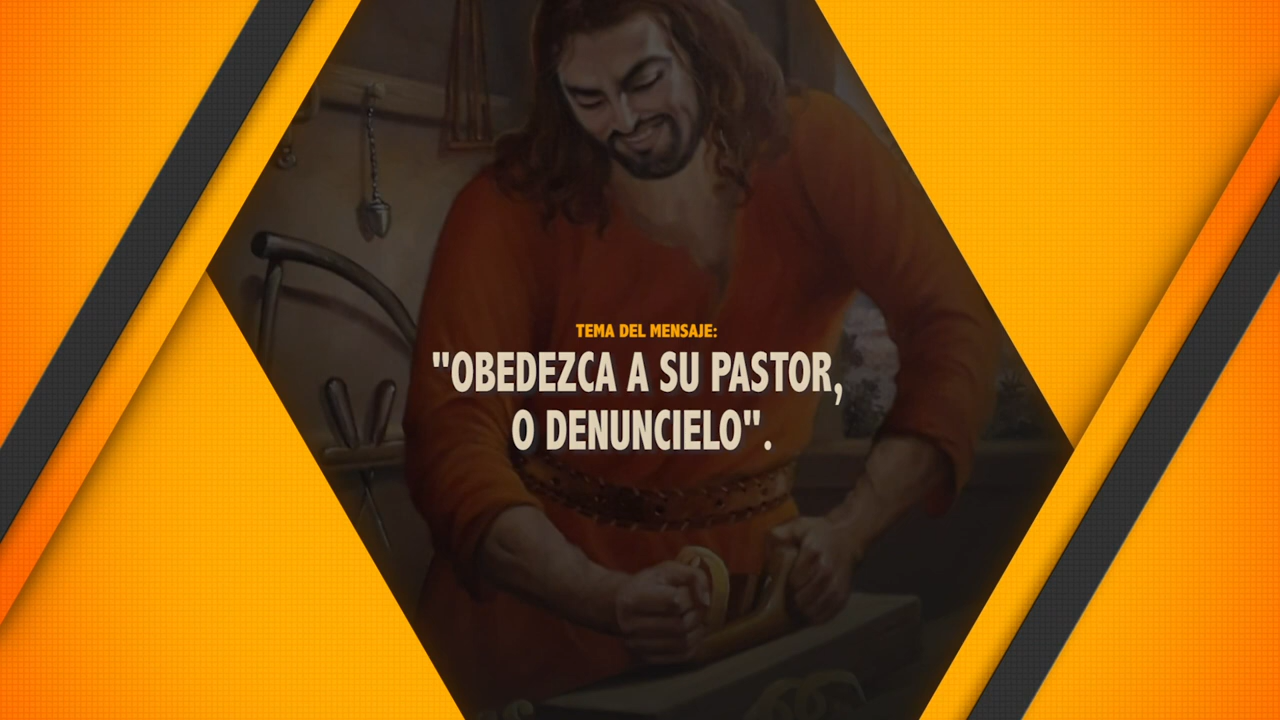 TEMA DEL MENSAJE:
"OBEDEZCA A SU PASTOR,
O DENUNCIELO".